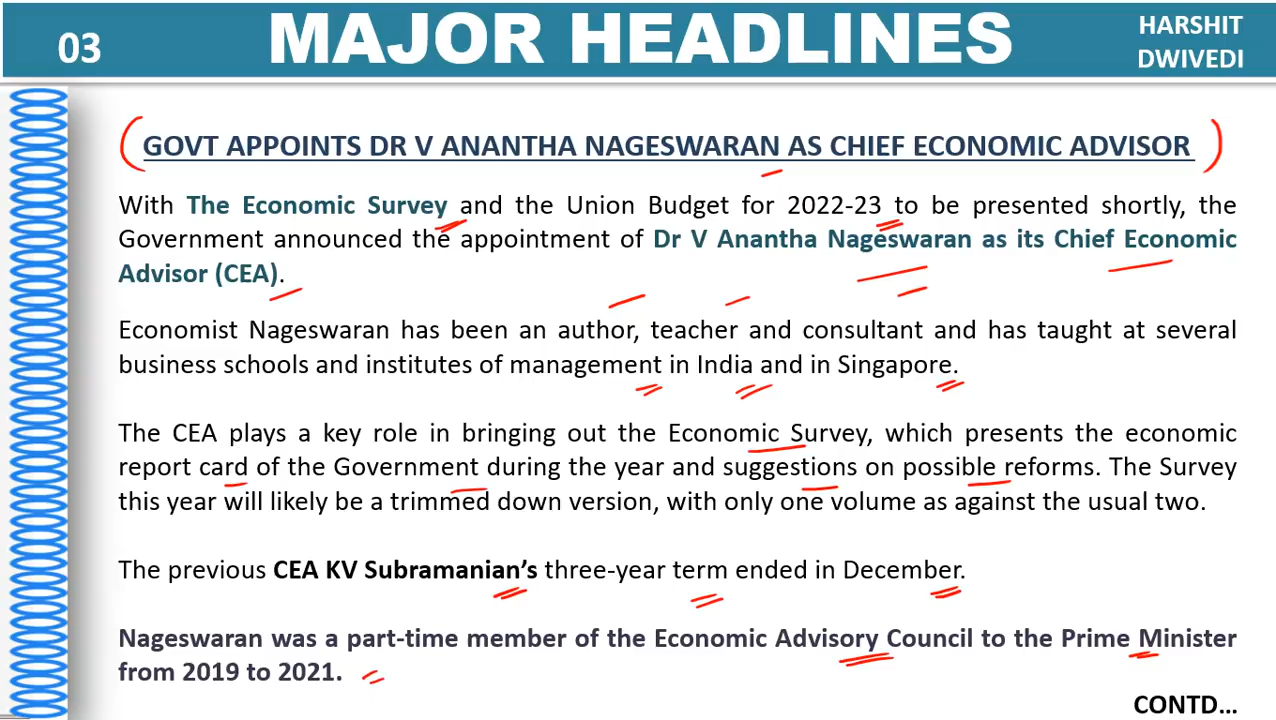 03
MAJOR HEADLINES
HARSHIT
DWIVEDI
GOVT APPOINTS DR V ANANTHA NAGESWARAN AS CHIEF ECONOMIC ADVISOR
With The Economic Survey and the Union Budget for 2022-23 to be presented shortly, the
Government announced the appointment of Dr V Anantha Nageswaran as its Chief Economic
Advisor (CEA).
Economist Nageswaran has been an author, teacher and consultant and has taught at several
business schools and institutes of management in India and in Singapore.
The CEA plays a key role in bringing out the Economic Survey, which presents the economic
report card of the Government during the year and suggestions on possible reforms. The Survey
this year will likely be a trimmed down version, with only one volume as against the usual two.
The previous CEA KV Subramanian’s three-year term ended in December.
Nageswaran was a part-time member of the Economic Advisory Council to the Prime Minister
from 2019 to 2021.
CONTD…